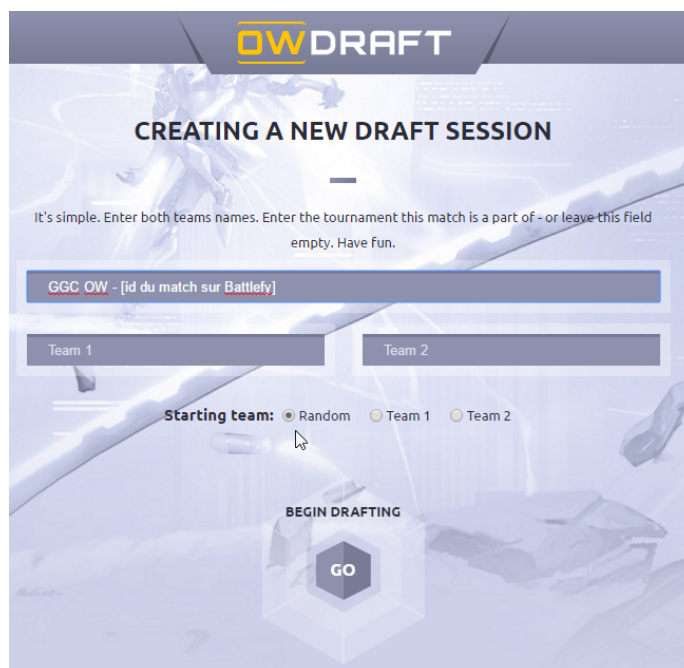 OWDRAFT
CREATING A NEW DRAFT SESSION
It's simple. Enter both teams names. Enter the tournament this match is a part of - or leave this field
empty. Have fun.
GGC OW - [id du match sur Battlefy]
Team 1 Team 2
Starting team: Random Team 1 Team 2
BEGIN DRAFTING
GO